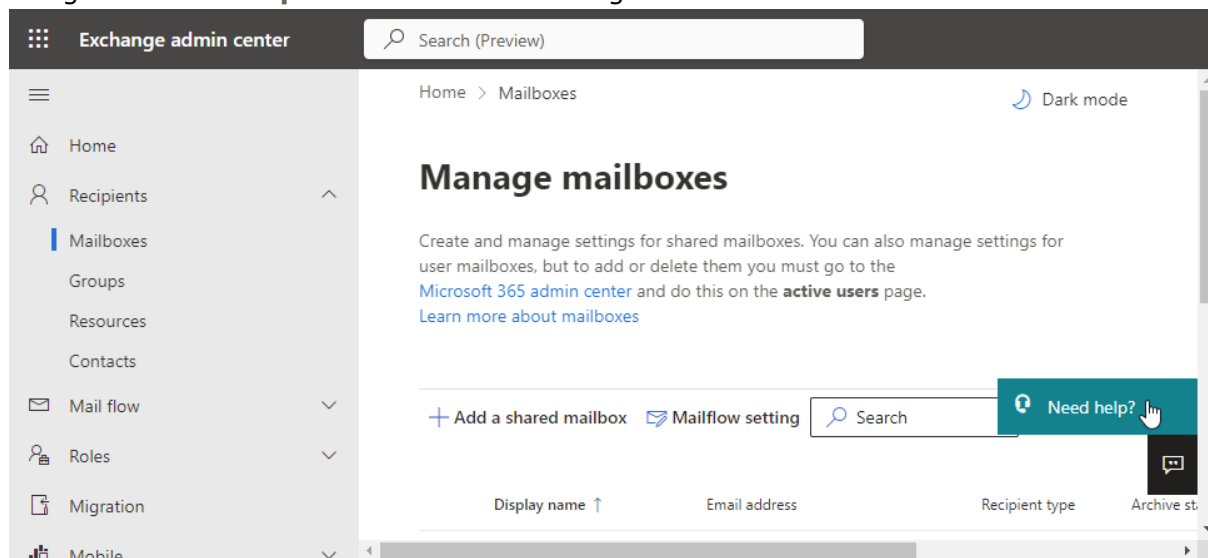 Exchange admin center
Search (Preview)
Home > Mailboxes
Dark mode
Home
Recipients
Mailboxes
Groups
Resources
Contacts
Mail flow
Roles
Migration
Mobile
Manage mailboxes
Create and manage settings for shared mailboxes. You can also manage settings for
user mailboxes, but to add or delete them you must go to the
Microsoft 365 admin center and do this on the active users page.
Learn more about mailboxes
Add a shared mailbox Mailflow setting Search
Need help?
Display name ↑ Email address Recipient type Archive